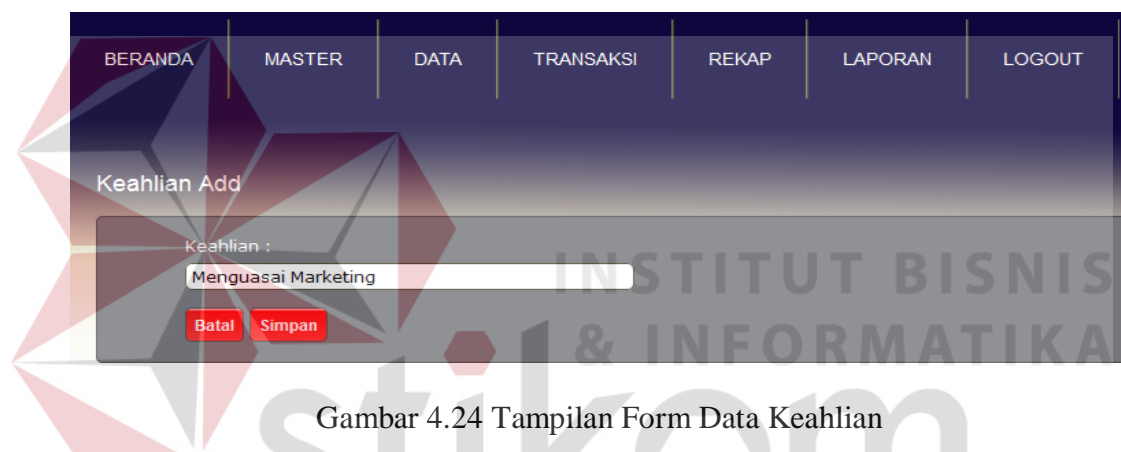 BERANDA MASTER DATA TRANSAKSI REKAP LAPORAN LOGOUT
Keahlian Add
Keahlian :
Menguasai Marketing
Batal Simpan
INSTITUT BISNIS
& INFORMATIKA
stikom
Gambar 4.24 Tampilan Form Data Keahlian